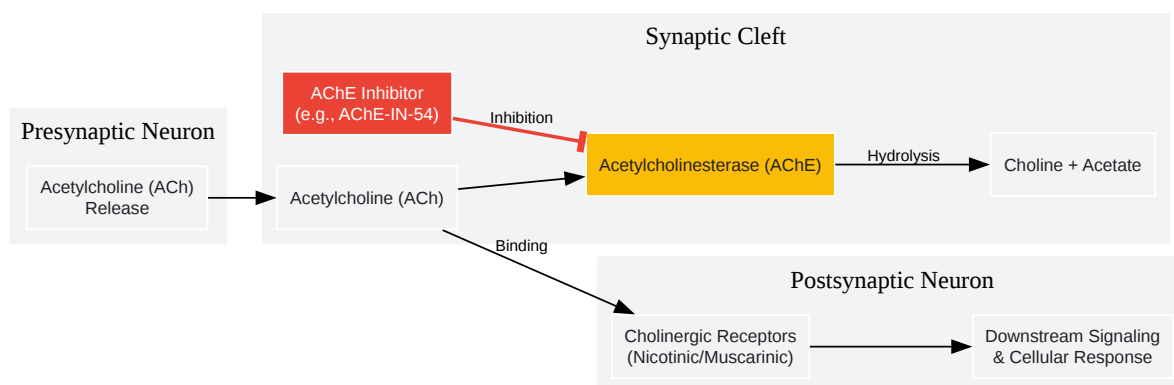 Synaptic Cleft
AChE Inhibitor
(e.g., AChE-IN-54)
Inhibition
Presynaptic Neuron
Acetylcholinesterase (AChE)
Hydrolysis
Choline + Acetate
Acetylcholine (ACh)
Release
Acetylcholine (ACh)
Binding
Postsynaptic Neuron
Cholinergic Receptors
(Nicotinic/Muscarinic)
Downstream Signaling
& Cellular Response